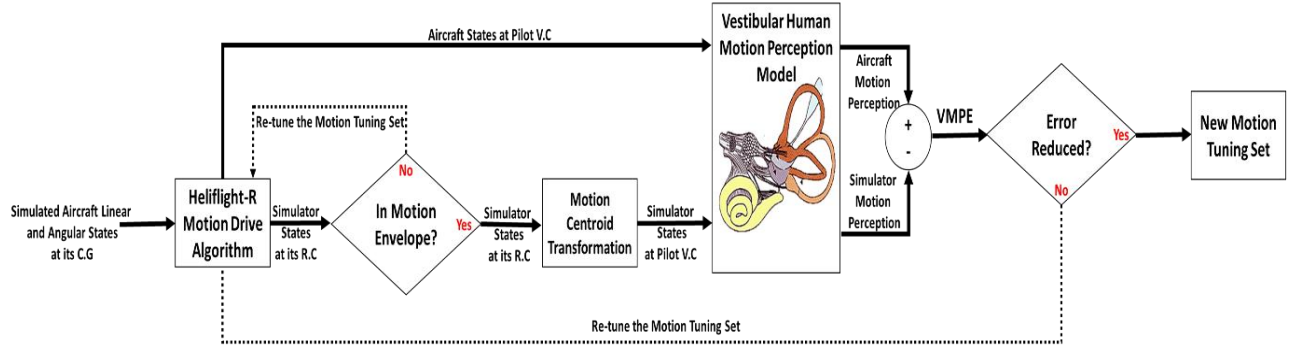 Simulated Aircraft Linear
and Angular States
at its C.G
Heliflight-R
Motion Drive
Algorithm
Re-tune the Motion Tuning Set
Simulator
States
at its R.C
In Motion
Envelope?
No
Yes
Simulator
States
at its R.C
Motion
Centroid
Transformation
Simulator
States
at Pilot V.C
Aircraft States at Pilot V.C
Vestibular Human
Motion Perception
Model
Aircraft
Motion
Perception
+
-
Simulator
Motion
Perception
VMPE
Error
Reduced?
Yes
No
New Motion
Tuning Set
Re-tune the Motion Tuning Set